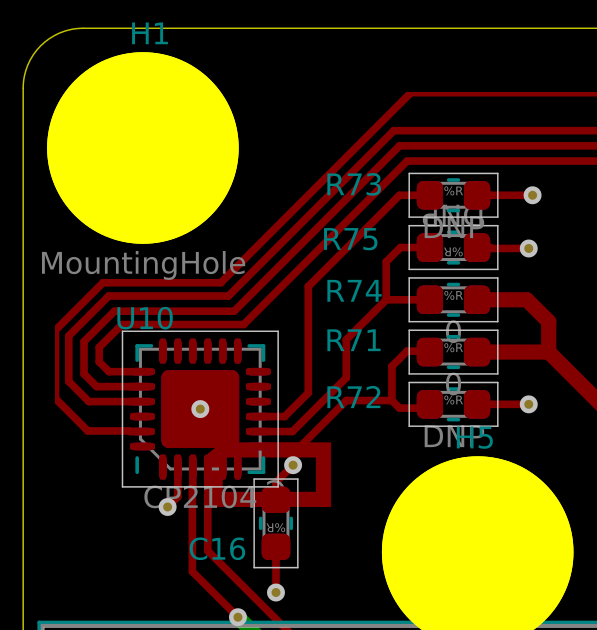 H1
R73
%R
DNP
R75
%R
MountingHole
R74
%R
U10
0
R71
%R
0
R72
%R
DNP
H5
CP2104
%R
C16